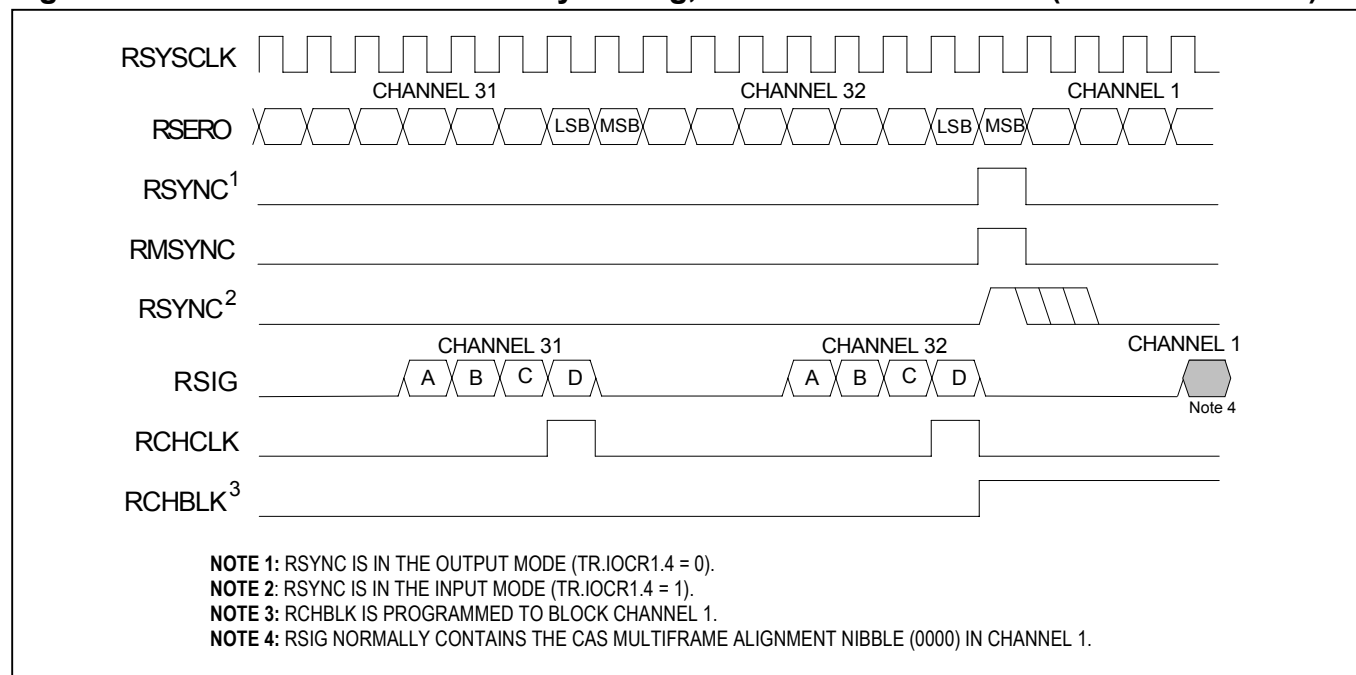 RSYSCLK
CHANNEL 31 CHANNEL 32 CHANNEL 1
RSERO LSB MSB LSB MSB
RSYNC1
RMSYNC
RSYNC2
CHANNEL 31 CHANNEL 32 CHANNEL 1
RSIG A B C D A B C D
Note 4
RCHCLK
RCHBLK3
NOTE 1: RSYNC IS IN THE OUTPUT MODE (TR.IOCR1.4 = 0).
NOTE 2: RSYNC IS IN THE INPUT MODE (TR.IOCR1.4 = 1).
NOTE 3: RCHBLK IS PROGRAMMED TO BLOCK CHANNEL 1.
NOTE 4: RSIG NORMALLY CONTAINS THE CAS MULTIFRAME ALIGNMENT NIBBLE (0000) IN CHANNEL 1.